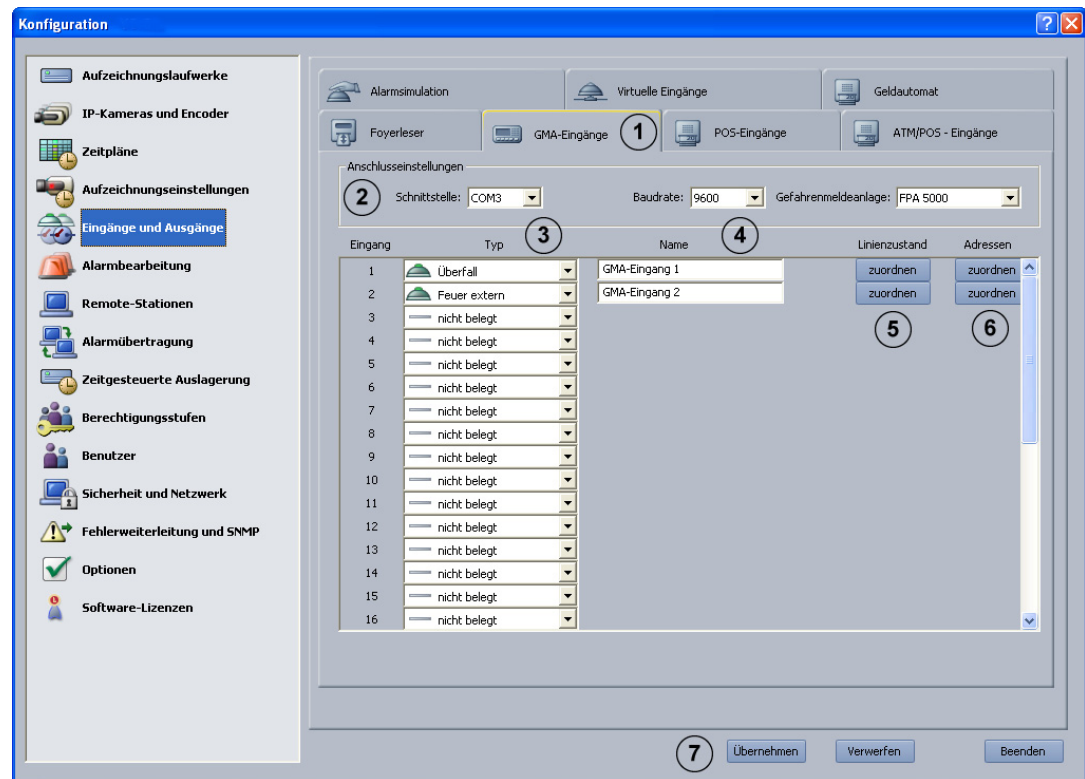 Konfiguration
Aufzeichnungslaufwerke
IP-Kameras und Encoder
Zeitpläne
Aufzeichnungseinstellungen
Eingänge und Ausgänge
Alarmbearbeitung
Remote-Stationen
Alarmübertragung
Zeitgesteuerte Auslagerung
Berechtigungsstufen
Benutzer
Sicherheit und Netzwerk
Fehlerweiterleitung und SNMP
Optionen
Software-Lizenzen
Alarmsimulation Virtuelle Eingänge Geldautomat
Foyerleser GMA-Eingänge 1 POS-Eingänge ATM/POS - Eingänge
Anschlusseinstellungen
2 Schnittstelle: COM3 Baudrate: 9600 Gefahrenmeldeanlage: FPA 5000
Eingang Typ 3 Name 4 Linienzustand Adressen
1 Überfall GMA-Eingang 1 zuordnen zuordnen
2 Feuer extern GMA-Eingang 2 zuordnen zuordnen
3 nicht belegt 5 6
4 nicht belegt
5 nicht belegt
6 nicht belegt
7 nicht belegt
8 nicht belegt
9 nicht belegt
10 nicht belegt
11 nicht belegt
12 nicht belegt
13 nicht belegt
14 nicht belegt
15 nicht belegt
16 nicht belegt
7 Übernehmen Verwerfen Beenden